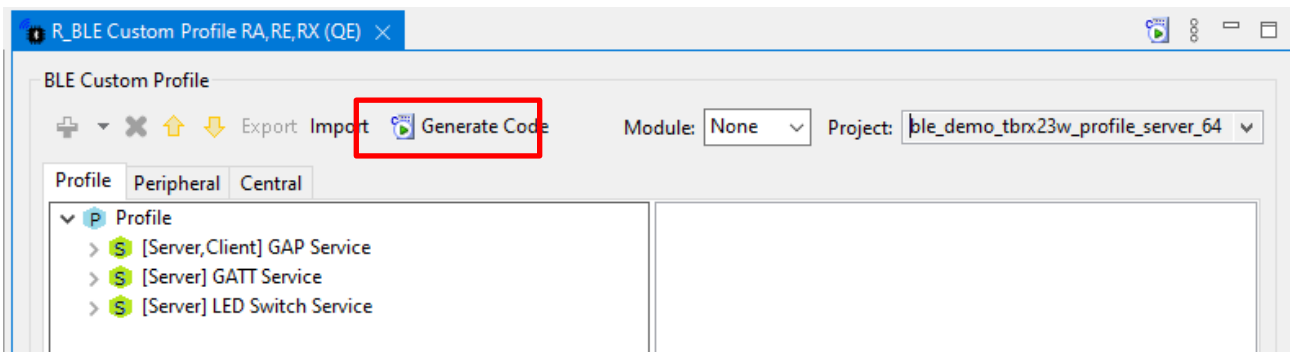 R_BLE Custom Profile RA,RE,RX (QE)
BLE Custom Profile
Export Import Generate Code Module: None Project: ble_demo_tbrx23w_profile_server_64
Profile Peripheral Central
P Profile
S [Server,Client] GAP Service
S [Server] GATT Service
S [Server] LED Switch Service